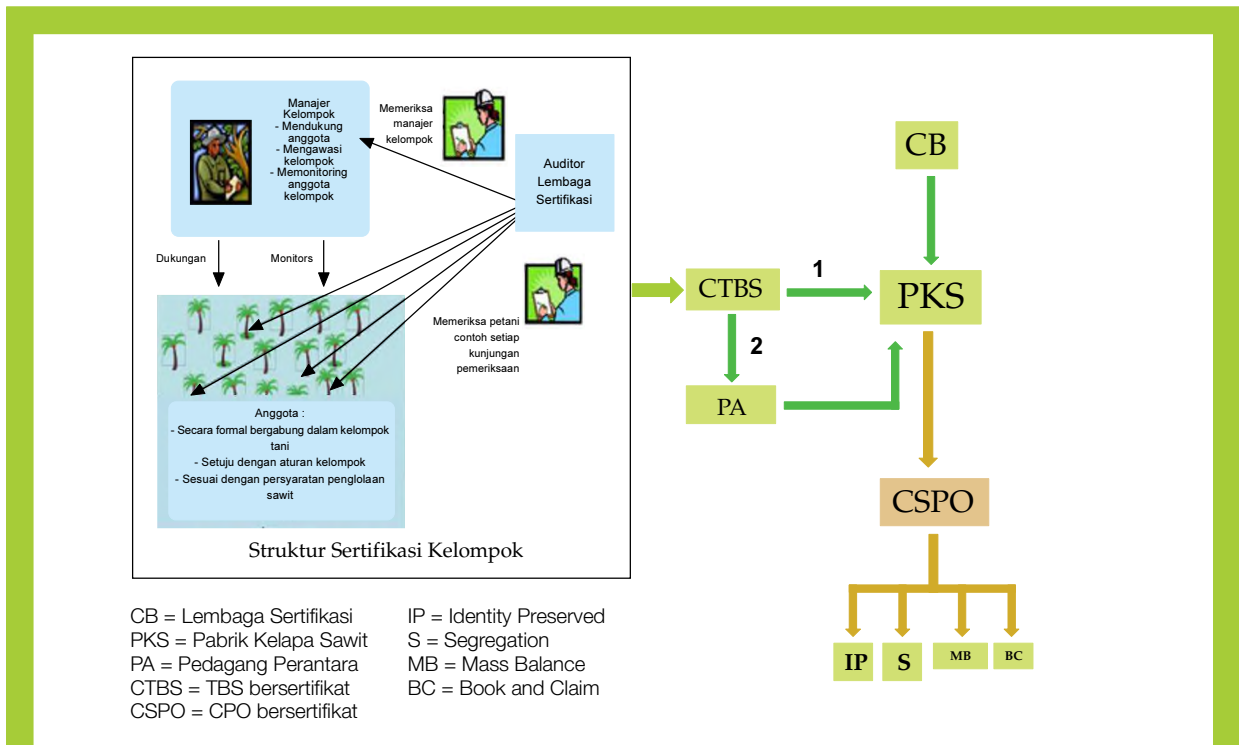 Manajer
Kelompok
- Mendukung
anggota
- Mengawasi
kelompok
- Memonitoring
anggota
kelompok
Memeriksa
manajer
kelompok
Auditor
Lembaga
Sertifikasi
Dukungan
Monitors
Memeriksa petani
contoh setiap
kunjungan
pemeriksaan
Anggota :
- Secara formal bergabung dalam kelompok
tani
- Setuju dengan aturan kelompok
- Sesuai dengan persyaratan penglolaan
sawit
Struktur Sertifikasi Kelompok
CB
CTBS
1
PKS
2
PA
CSPO
IP
S
MB
BC
CB = Lembaga Sertifikasi
PKS = Pabrik Kelapa Sawit
PA = Pedagang Perantara
CTBS = TBS bersertifikat
CSPO = CPO bersertifikat
IP = Identity Preserved
S = Segregation
MB = Mass Balance
BC = Book and Claim